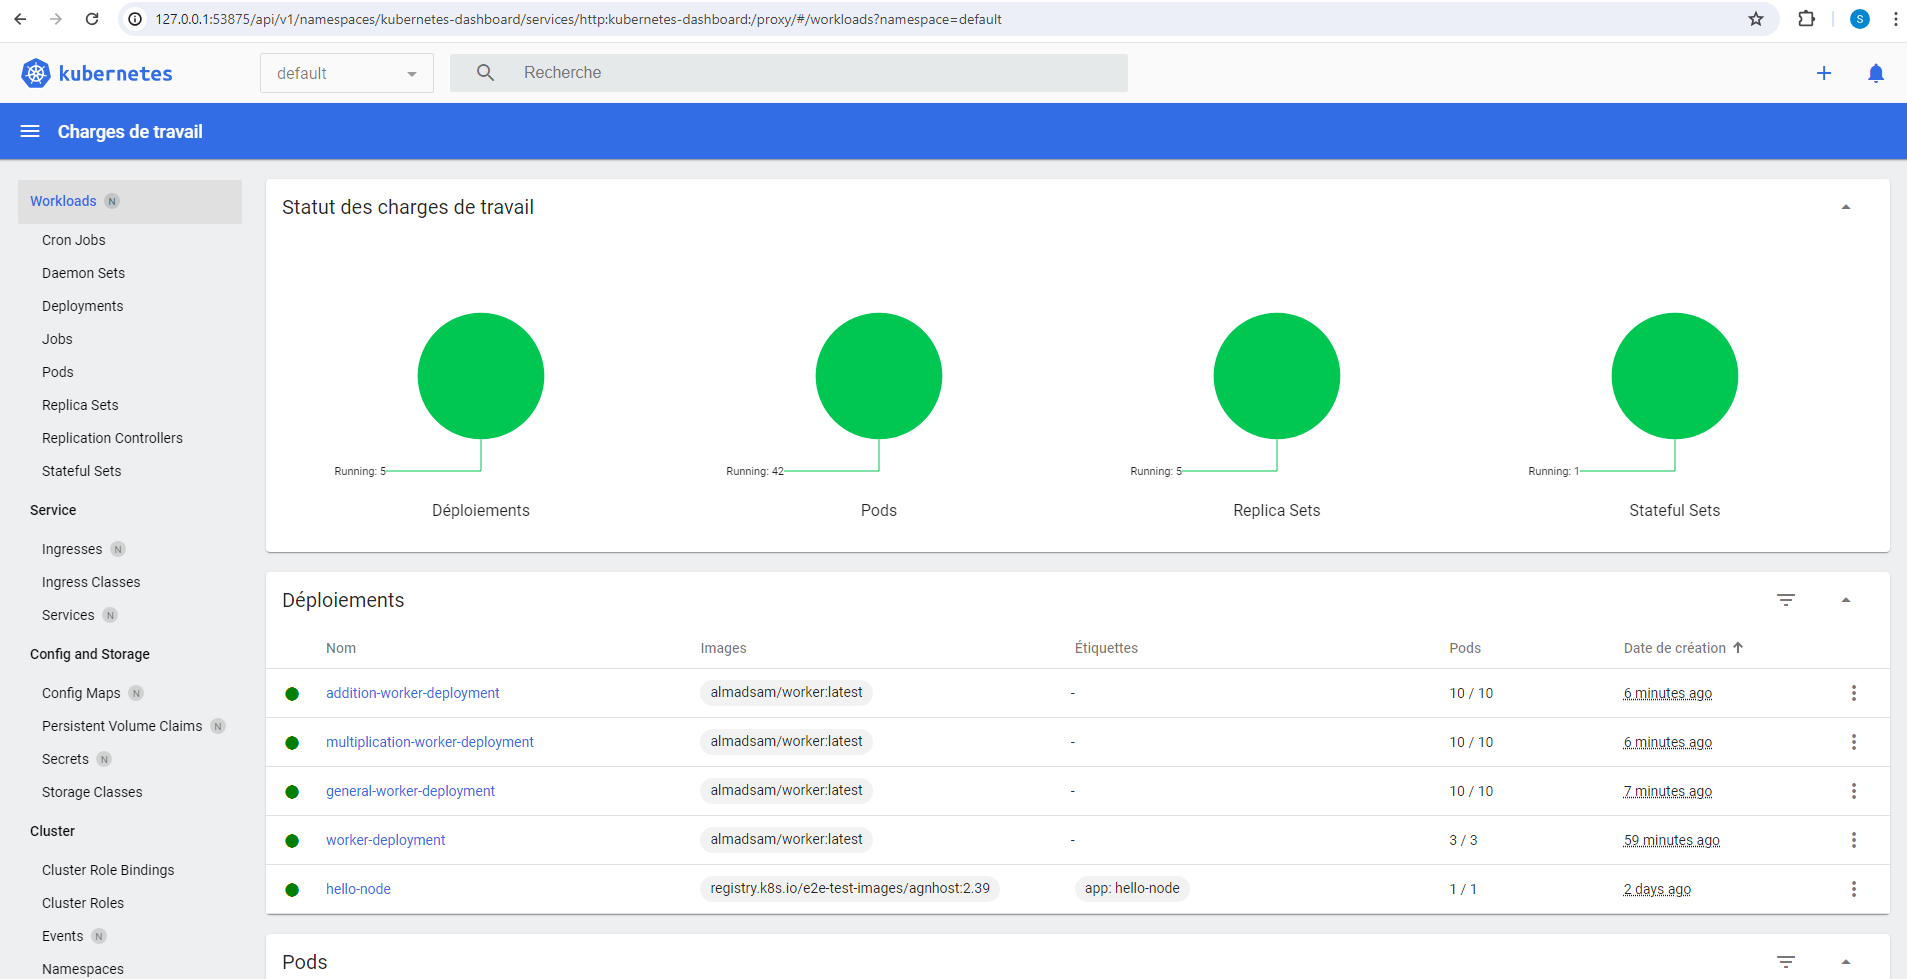 127.0.0.1:53875/api/v1/namespaces/kubernetes-dashboard/services/http:kubernetes-dashboard:/proxy/#/workloads?namespace=default
S
kubernetes
default
Recherche
Charges de travail
Workloads N
Cron Jobs
Daemon Sets
Deployments
Jobs
Pods
Replica Sets
Replication Controllers
Stateful Sets
Service
Ingresses N
Ingress Classes
Services N
Config and Storage
Config Maps N
Persistent Volume Claims N
Secrets N
Storage Classes
Cluster
Cluster Role Bindings
Cluster Roles
Events N
Namespaces
Statut des charges de travail
Running: 5
Running: 42
Running: 5
Running: 1
Déploiements
Pods
Replica Sets
Stateful Sets
Déploiements
Nom Images Étiquettes Pods Date de création
addition-worker-deployment almadsam/worker:latest - 10 / 10 6 minutes ago
multiplication-worker-deployment almadsam/worker:latest - 10 / 10 6 minutes ago
general-worker-deployment almadsam/worker:latest - 10 / 10 7 minutes ago
worker-deployment almadsam/worker:latest - 3 / 3 59 minutes ago
hello-node registry.k8s.io/e2e-test-images/agnhost:2.39 app: hello-node 1 / 1 2 days ago
Pods